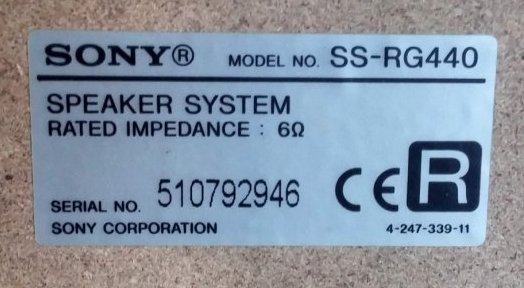 SONY® MODEL NO. SS-RG440
SPEAKER SYSTEM
RATED IMPEDANCE : 6Ω
SERIAL NO. 510792946
CE R
SONY CORPORATION 4-247-339-11